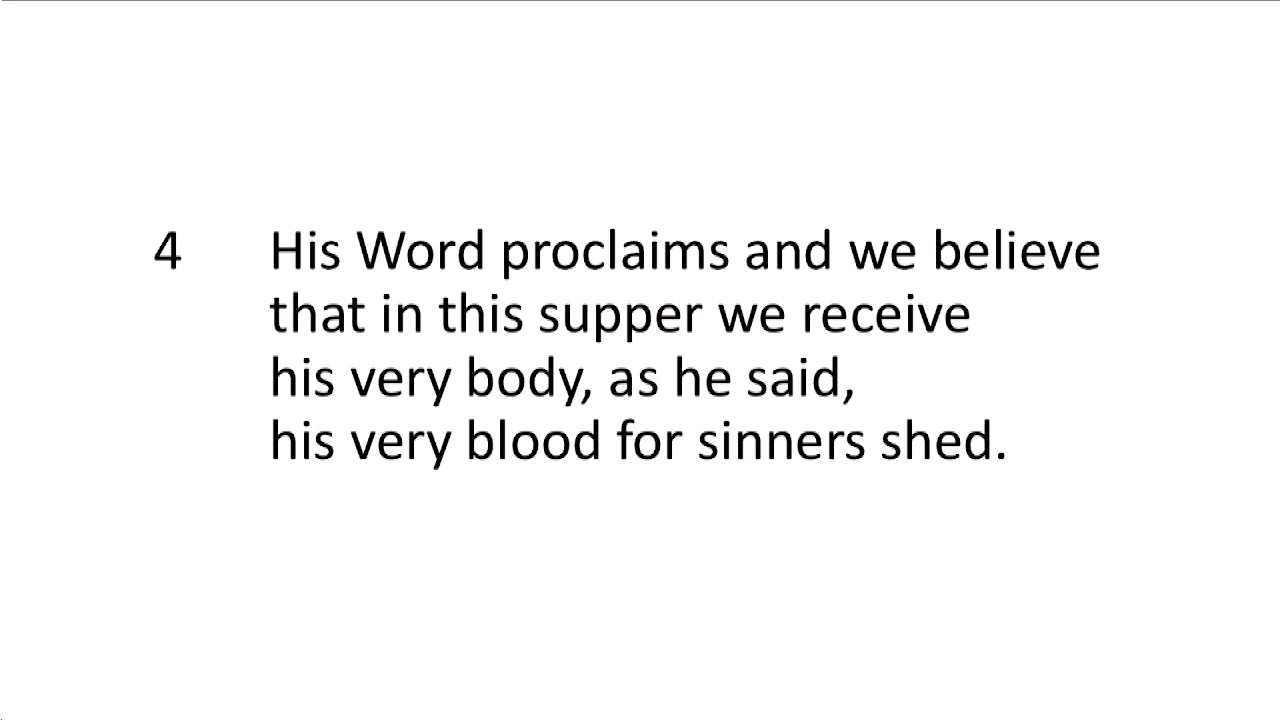 4 His Word proclaims and we believe
that in this supper we receive
his very body, as he said,
his very blood for sinners shed.